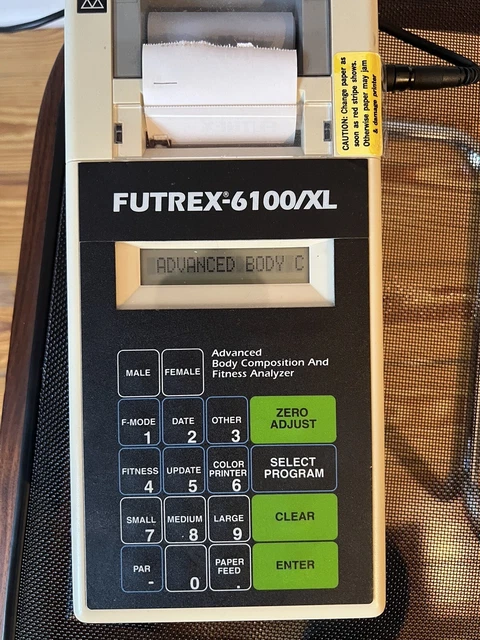 CAUTION: Change paper as
soon as red stripe shows.
Otherwise paper may jam
& damage printer
FUTREX®-6100/XL
ADVANCED BODY C
MALE
FEMALE
Advanced
Body Composition And
Fitness Analyzer
F-MODE
1
DATE
2
OTHER
3
ZERO
ADJUST
FITNESS
4
UPDATE
5
COLOR
PRINTER
6
SELECT
PROGRAM
SMALL
7
MEDIUM
8
LARGE
9
CLEAR
PAR
-
0
PAPER
FEED
.
ENTER